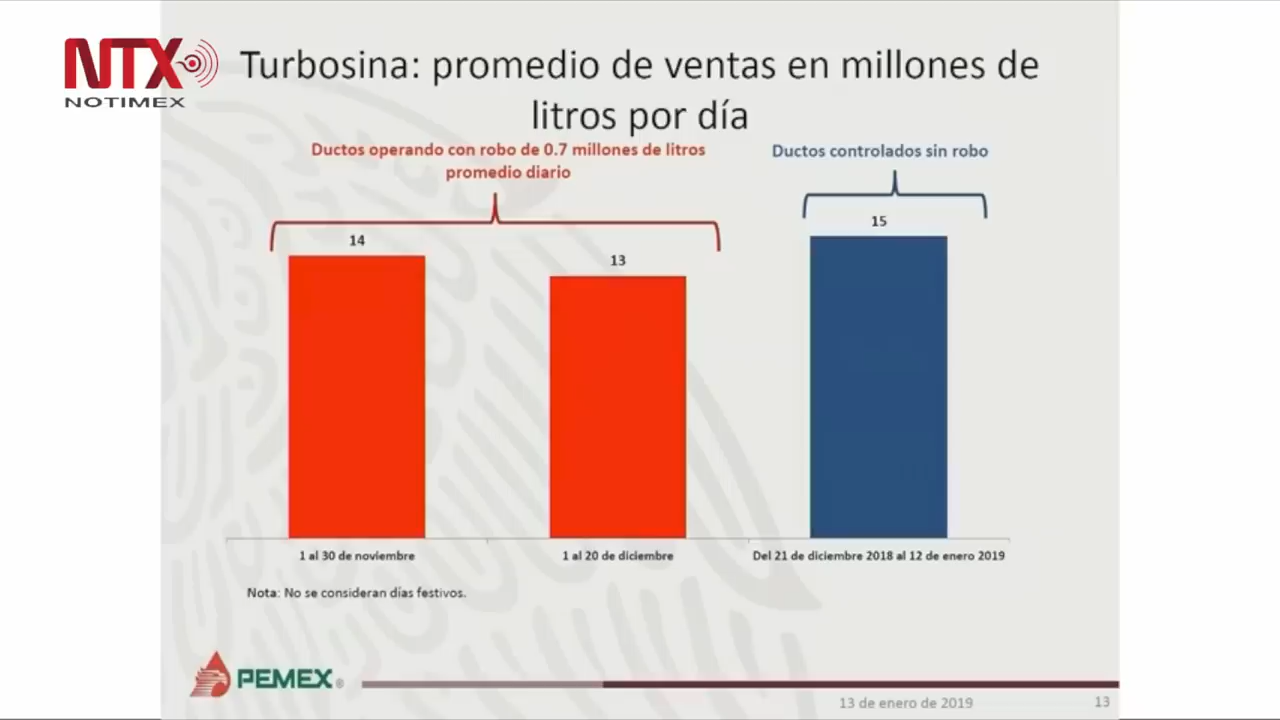 NTX
NOTIMEX
Turbosina: promedio de ventas en millones de
litros por día
Ductos operando con robo de 0.7 millones de litros
promedio diario
Ductos controlados sin robo
14
13
15
1 al 30 de noviembre
1 al 20 de diciembre
Del 21 de diciembre 2018 al 12 de enero 2019
Nota: No se consideran días festivos.
PEMEX®
13 de enero de 2019
13